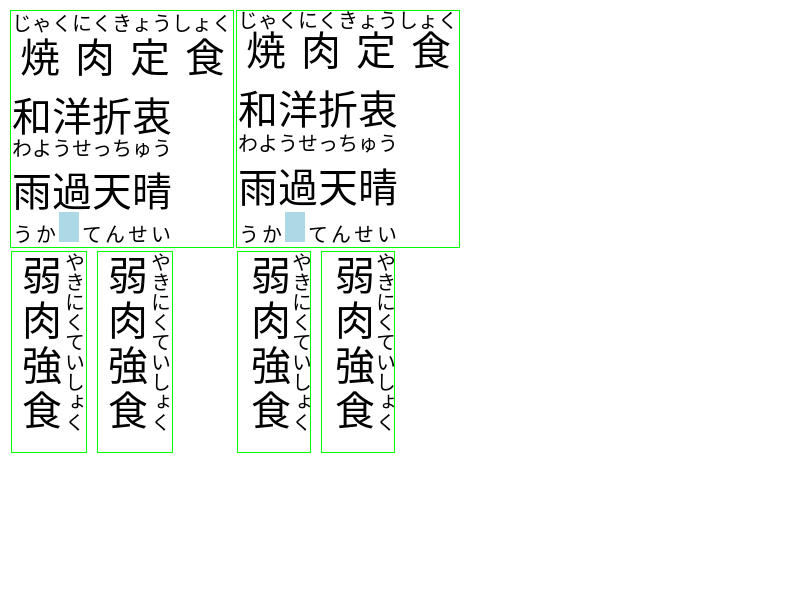 じゃくにくきょうしょく
焼肉定食
和洋折衷
わようせっちゅう
雨過天晴
うか てんせい
じゃくにくきょうしょく
焼肉定食
和洋折衷
わようせっちゅう
雨過天晴
うか てんせい
弱肉強食
やきにくていしょく
弱肉強食
やきにくていしょく
弱肉強食
やきにくていしょく
弱肉強食
やきにくていしょく